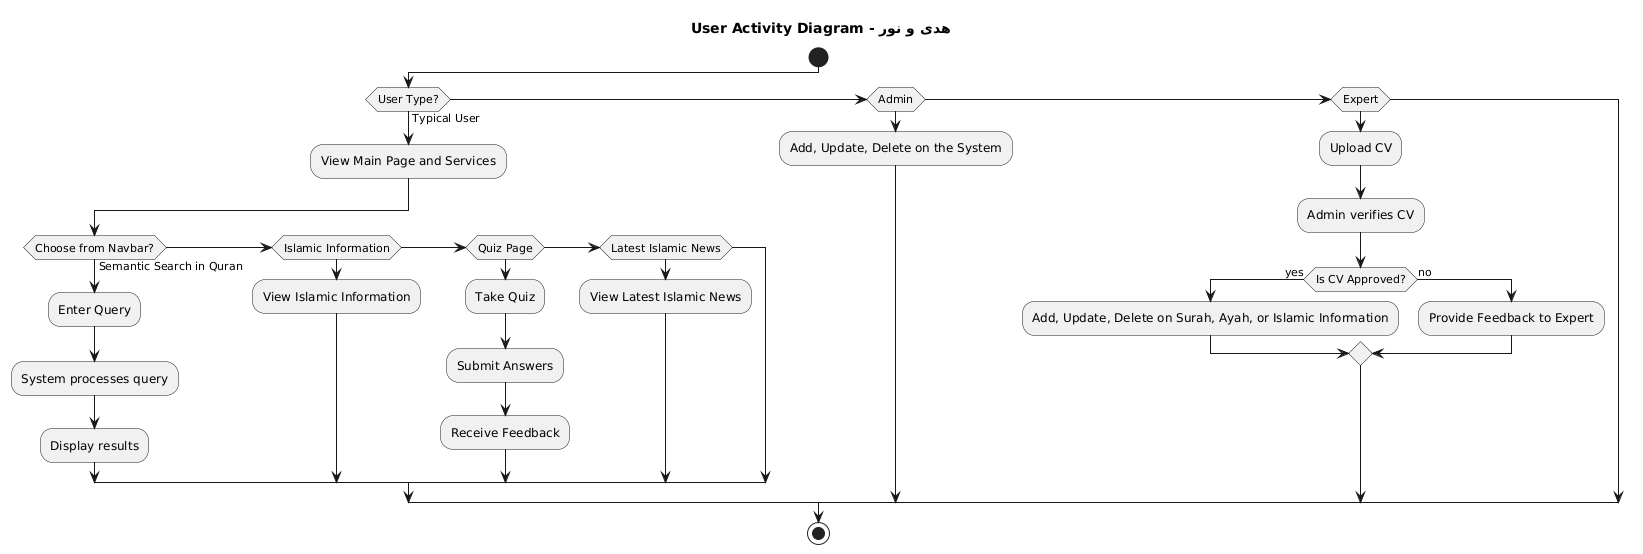 User Activity Diagram - هدى و نور
User Type?
Typical User
View Main Page and Services
Choose from Navbar?
Semantic Search in Quran
Enter Query
System processes query
Display results
Islamic Information
View Islamic Information
Quiz Page
Take Quiz
Submit Answers
Receive Feedback
Latest Islamic News
View Latest Islamic News
Admin
Add, Update, Delete on the System
Expert
Upload CV
Admin verifies CV
Is CV Approved?
yes
Add, Update, Delete on Surah, Ayah, or Islamic Information
no
Provide Feedback to Expert